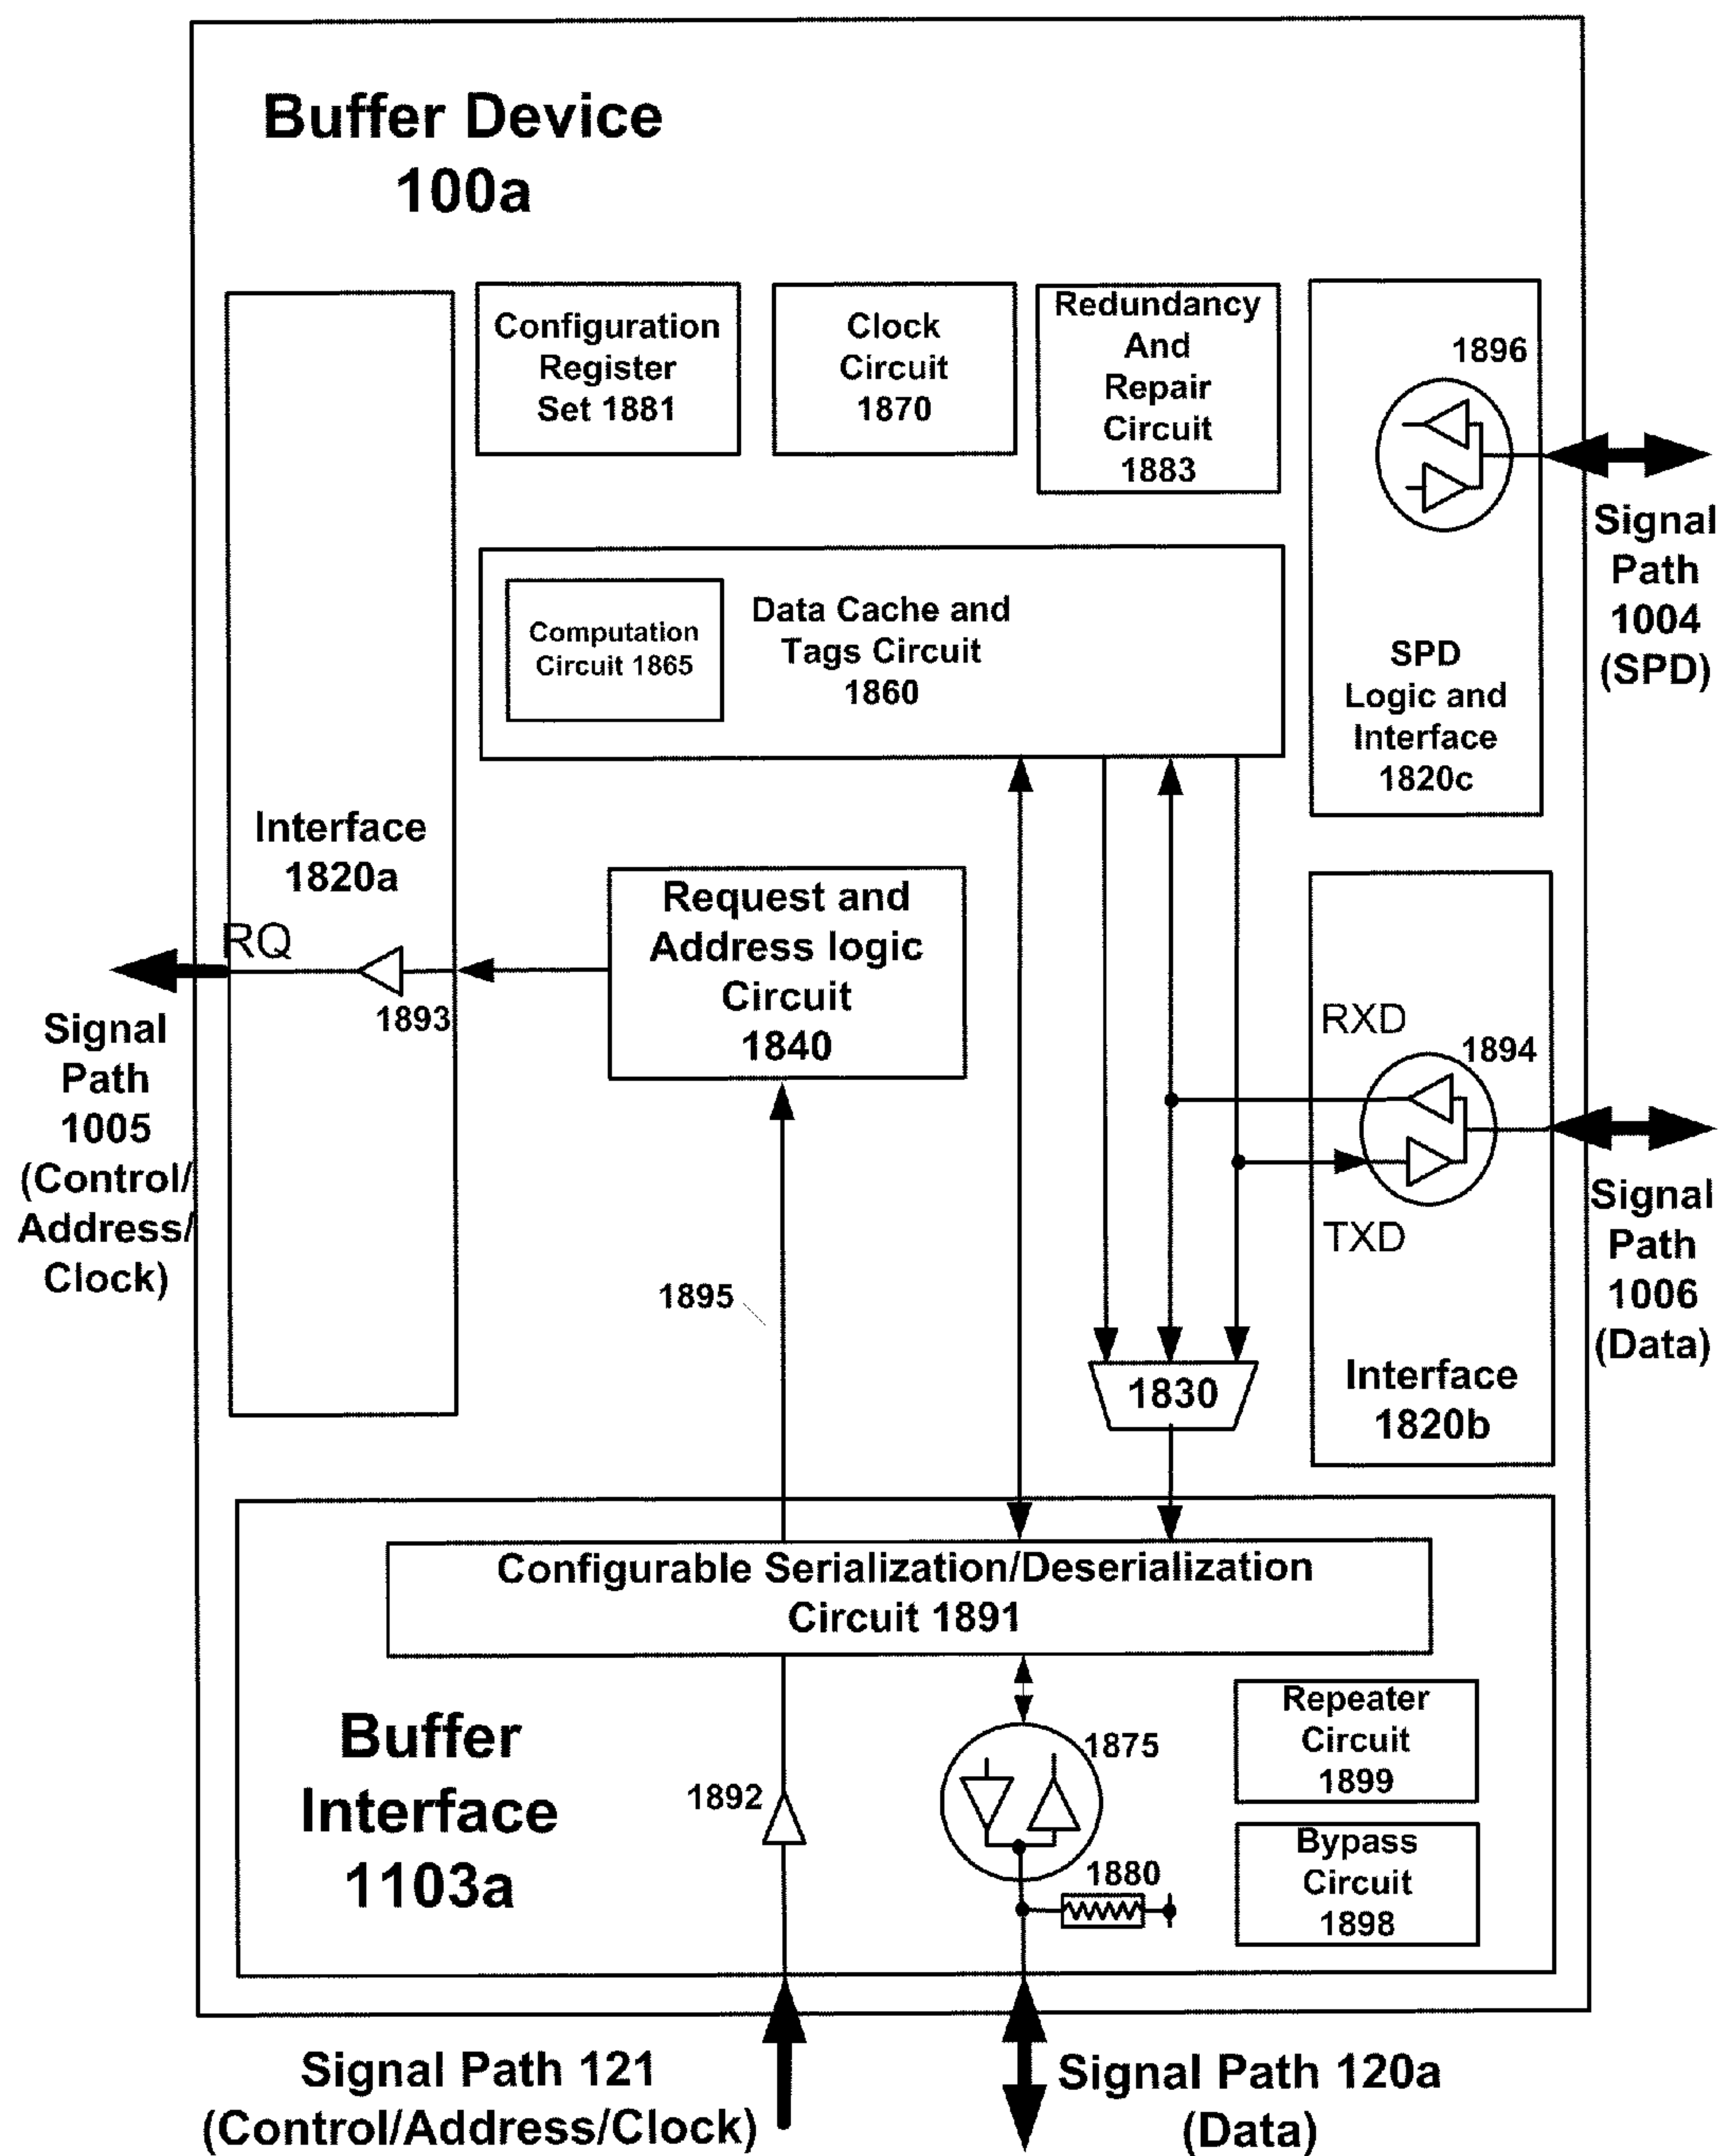 Buffer Device
100a
Configuration
Register
Set 1881
Clock
Circuit
1870
Redundancy
And
Repair
Circuit
1883
1896
SPD
Logic and
Interface
1820c
Signal
Path
1004
(SPD)
Computation
Circuit 1865
Data Cache and
Tags Circuit
1860
Interface
1820a
RQ
1893
Signal
Path
1005
(Control/
Address/
Clock)
Request and
Address logic
Circuit
1840
RXD
1894
TXD
Interface
1820b
Signal
Path
1006
(Data)
1895
1830
Configurable Serialization/Deserialization
Circuit 1891
Buffer
Interface
1103a
1892
1875
1880
Repeater
Circuit
1899
Bypass
Circuit
1898
Signal Path 121
(Control/Address/Clock)
Signal Path 120a
(Data)